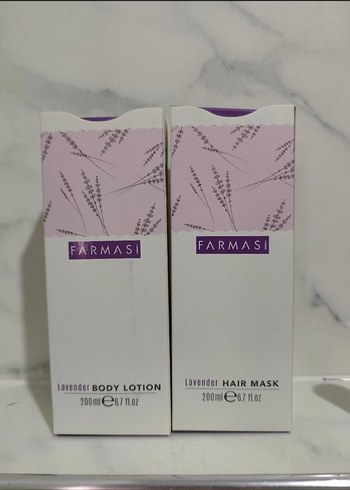 FARMASİ
Lavender BODY LOTION
200ml ℮ 6.7 fl.oz
FARMASİ
Lavender HAIR MASK
200ml ℮ 6.7 fl.oz